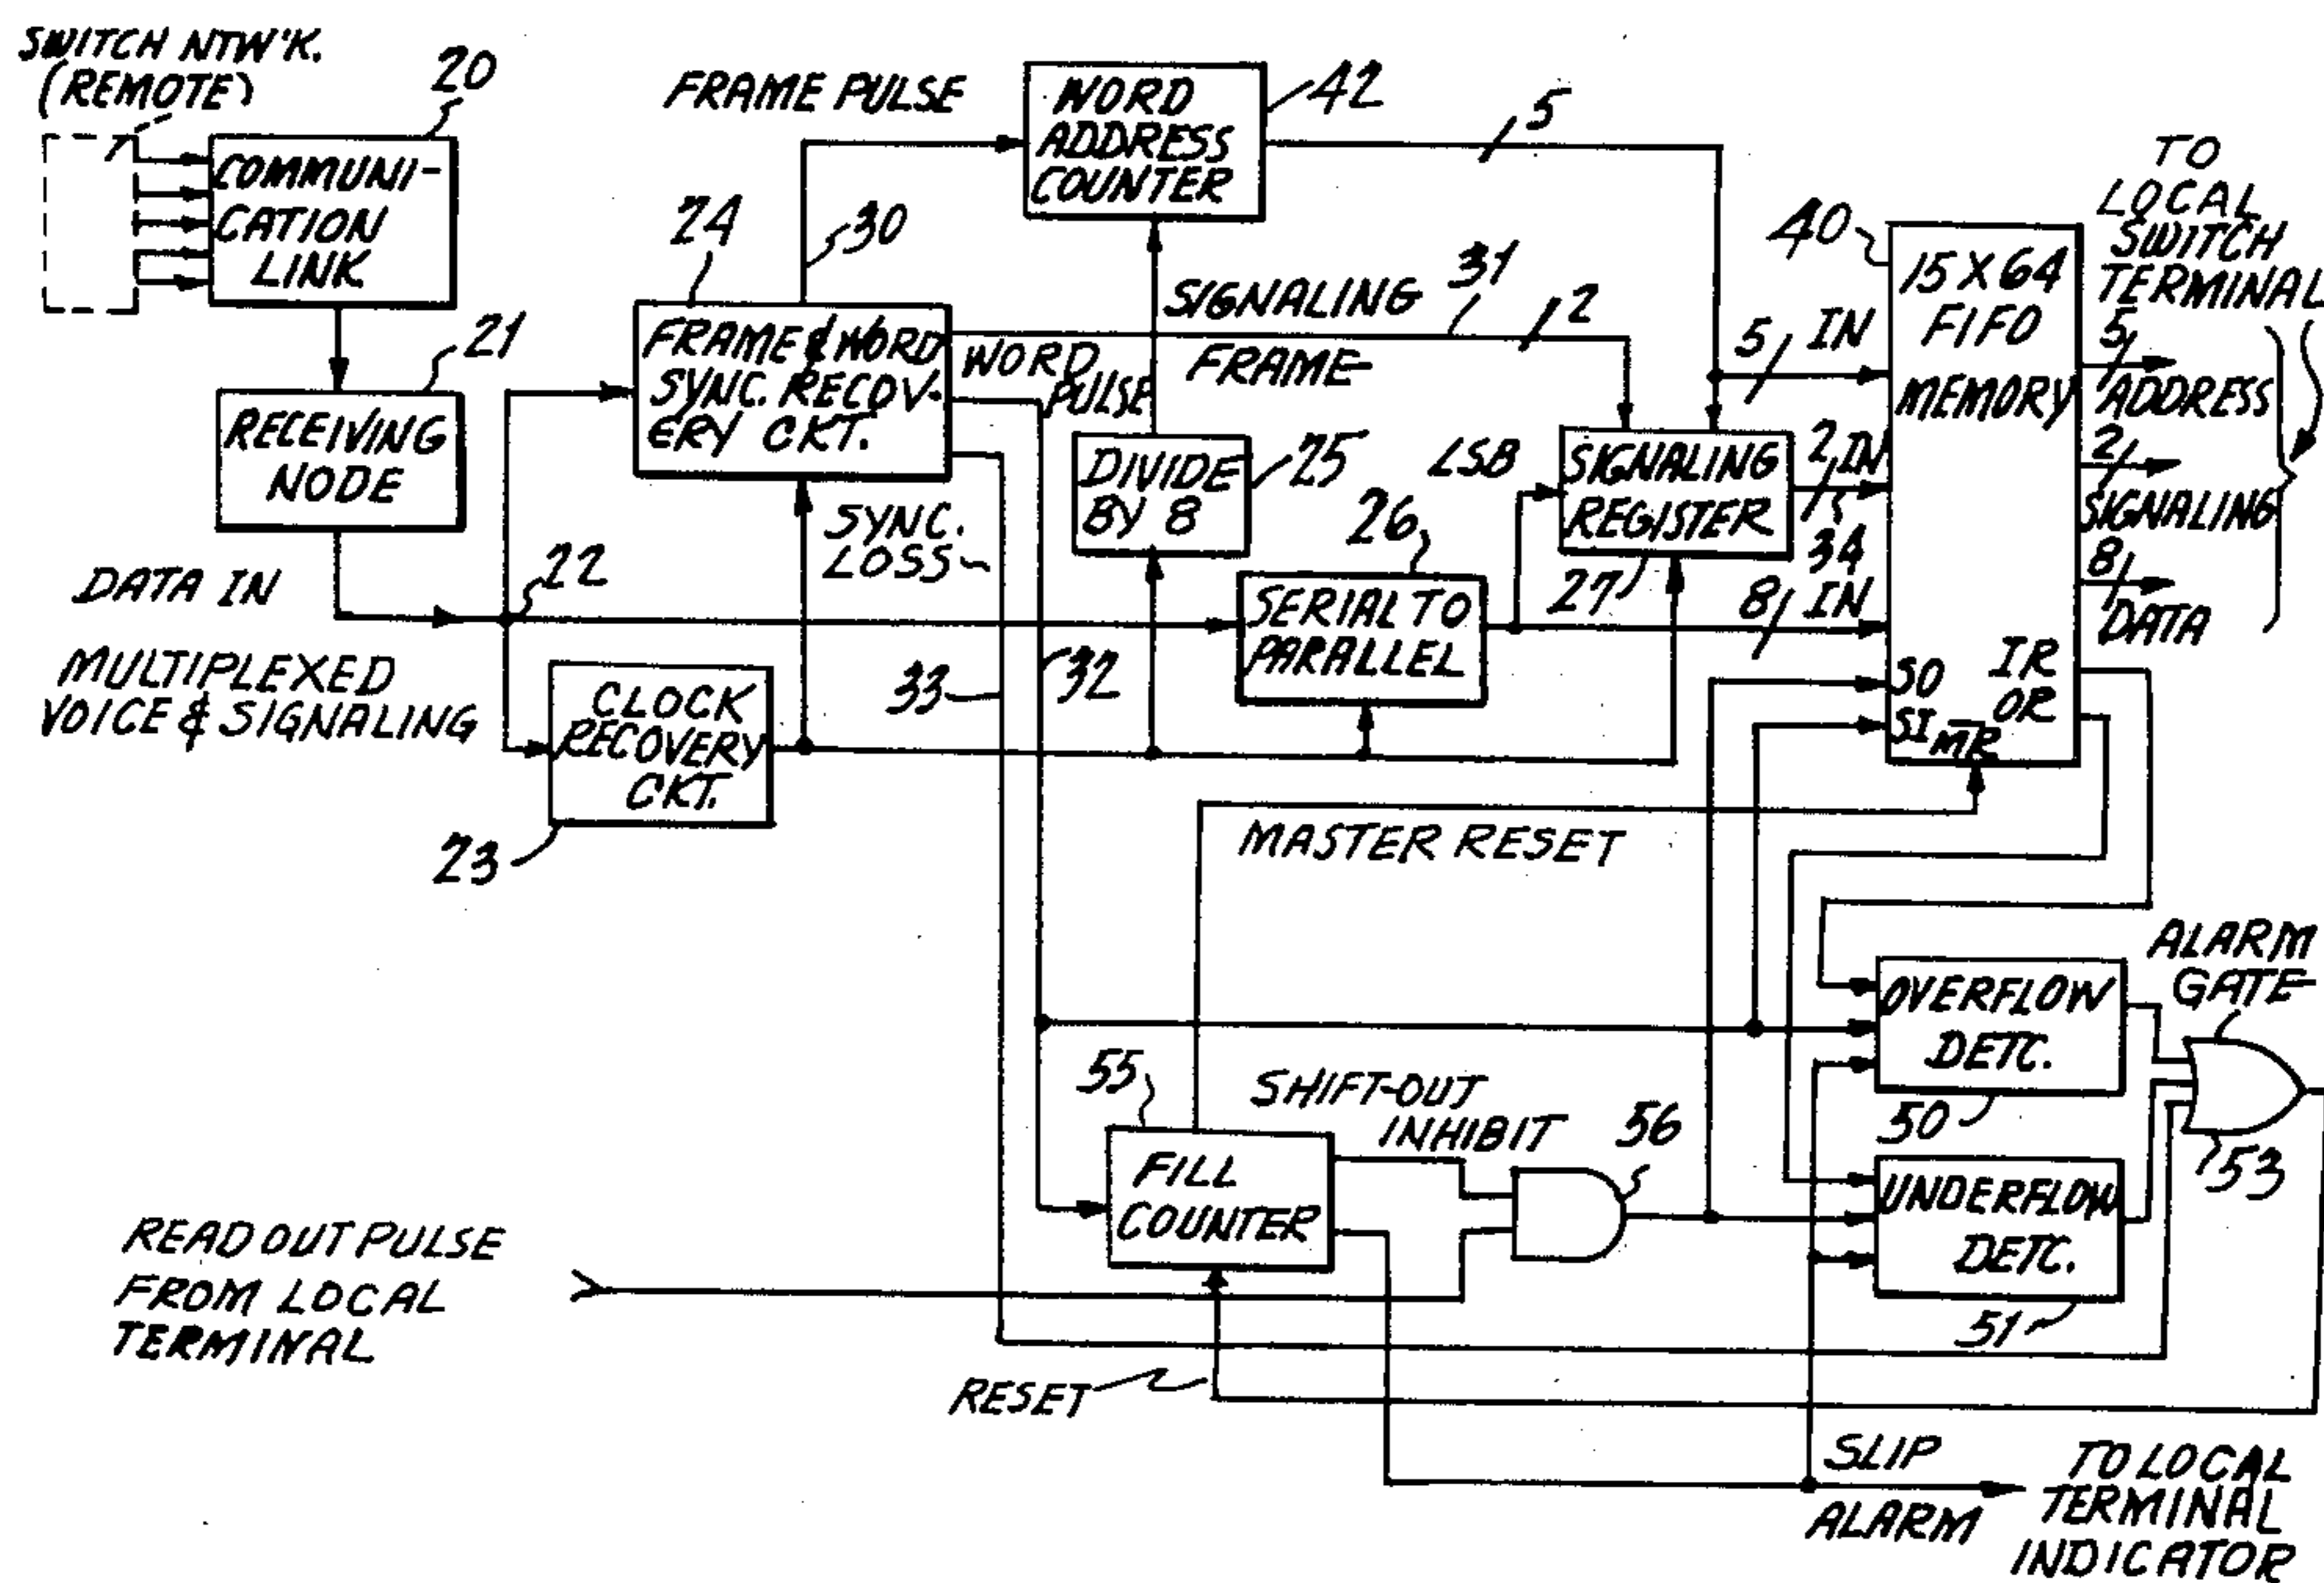 SWITCH NTW'K.
(REMOTE)
20
COMMUNI-
CATION
LINK
21
RECEIVING
NODE
DATA IN
22
MULTIPLEXED
VOICE & SIGNALING
CLOCK
RECOVERY
CKT.
23
24
FRAME & WORD
SYNC. RECOV-
ERY CKT.
FRAME PULSE
30
WORD
ADDRESS
COUNTER
42
5
SIGNALING
31
2
FRAME
WORD
PULSE
SYNC.
LOSS
33
32
DIVIDE
BY 8
25
26
SERIAL TO
PARALLEL
LSB
SIGNALING
REGISTER
27
40
15 X 64
FIFO
MEMORY
5
IN
2
IN
34
8
IN
SO
SI
MR
IR
OR
TO
LOCAL
SWITCH
TERMINAL
5
ADDRESS
2
SIGNALING
8
DATA
MASTER RESET
ALARM
GATE
OVERFLOW
DETC.
50
53
UNDERFLOW
DETC.
51
55
FILL
COUNTER
SHIFT-OUT
INHIBIT
56
READ OUT PULSE
FROM LOCAL
TERMINAL
RESET
SLIP
ALARM
TO LOCAL
TERMINAL
INDICATOR